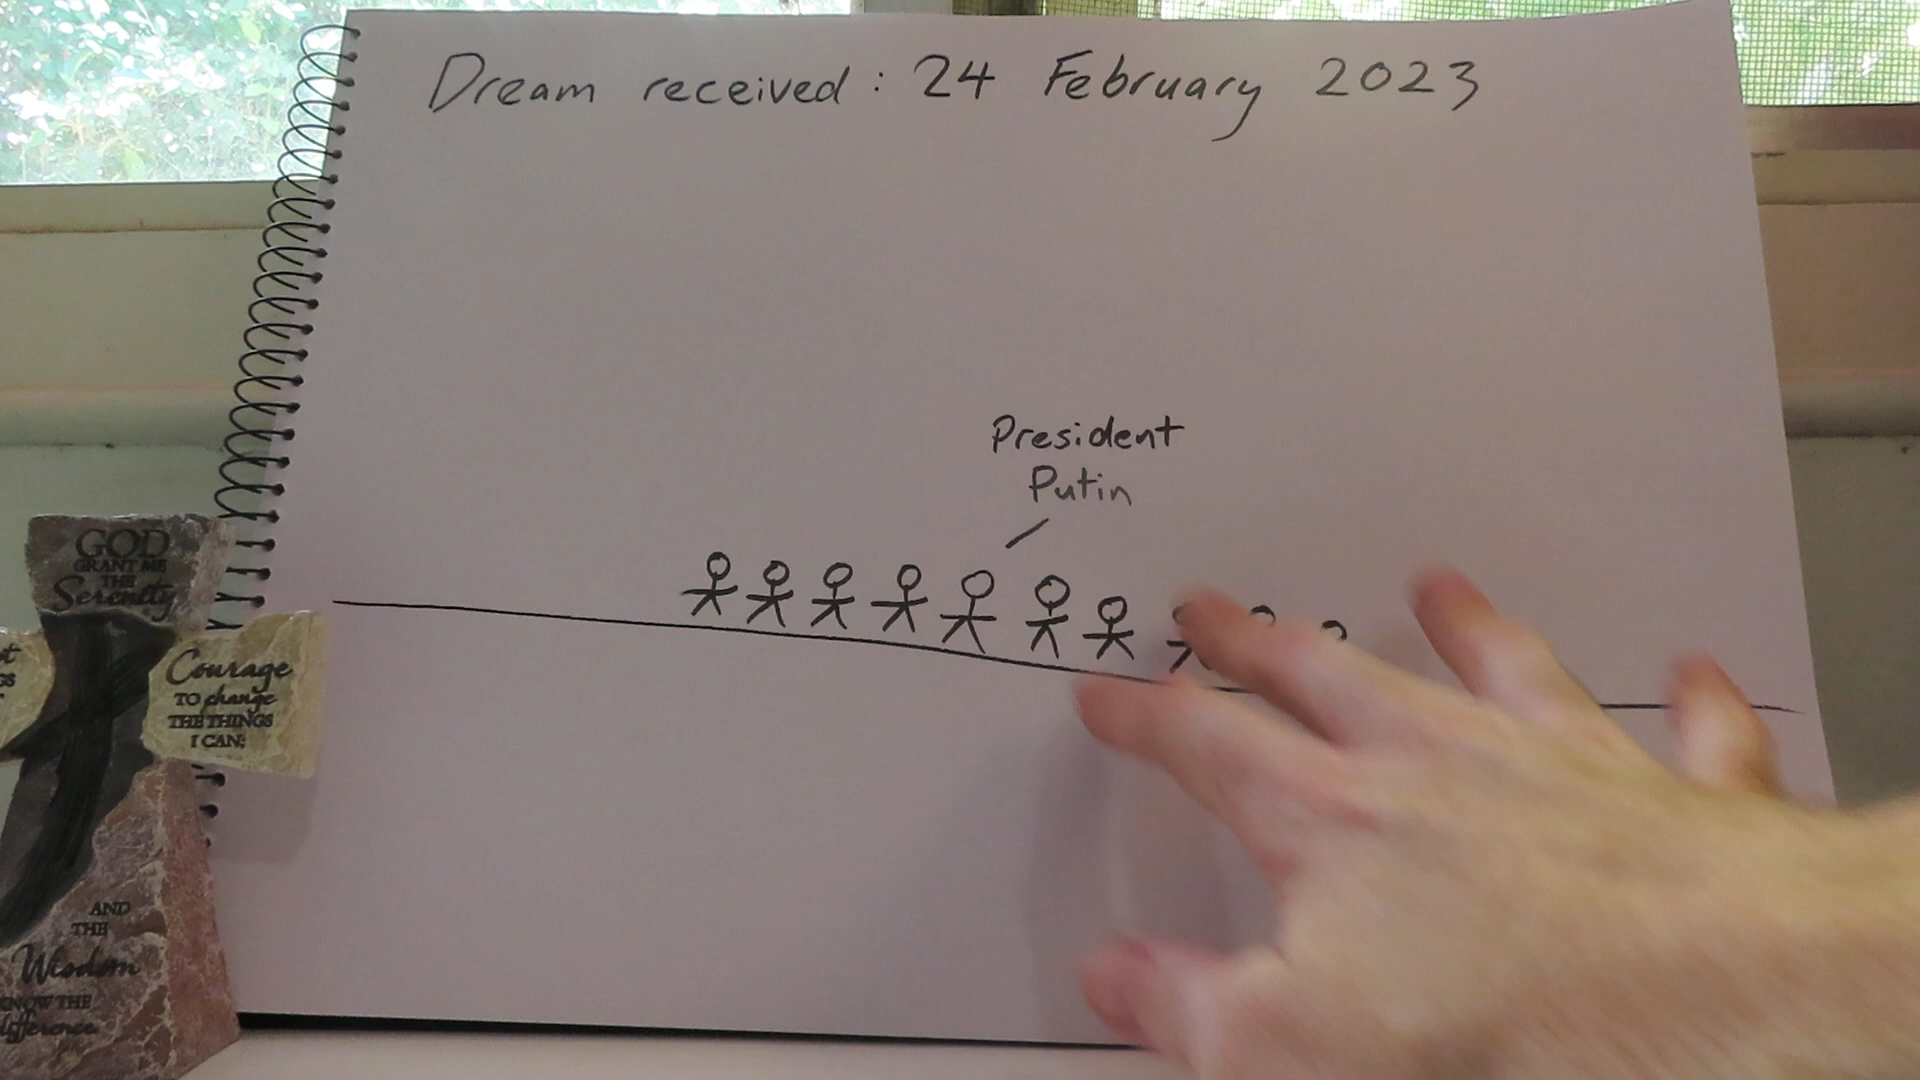 Dream received: 24 February 2023
President
Putin
GOD
GRANT ME
THE
Serenity
Courage
TO change
THE THINGS
I CAN;
AND
THE
Wisdom
KNOW THE
difference